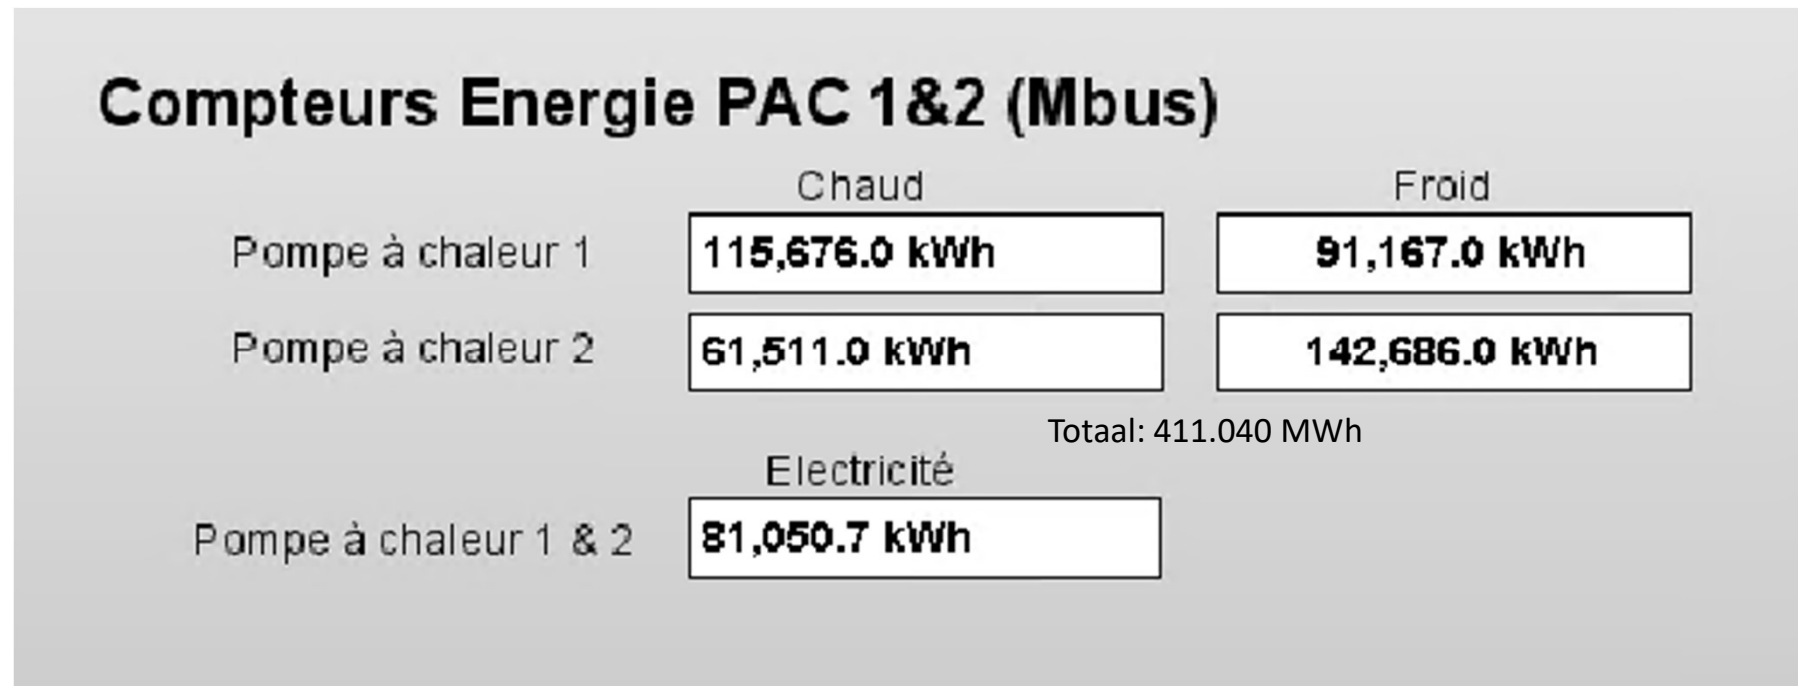 Compteurs Energie PAC 1&2 (Mbus)
Chaud Froid
Pompe à chaleur 1 115,676.0 kWh 91,167.0 kWh
Pompe à chaleur 2 61,511.0 kWh 142,686.0 kWh
Totaal: 411.040 MWh
Electricité
Pompe à chaleur 1 & 2 81,050.7 kWh